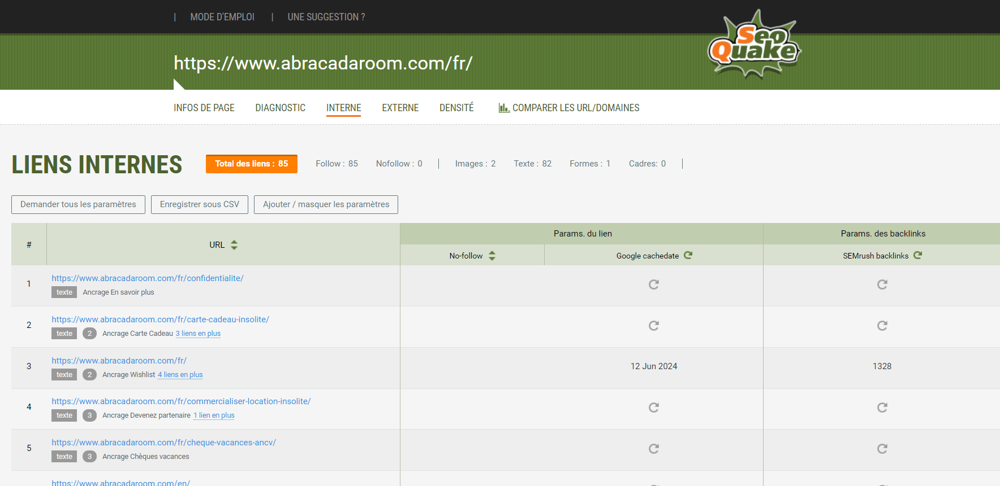 | MODE D'EMPLOI | UNE SUGGESTION ?
Seo
Quake
https://www.abracadaroom.com/fr/
INFOS DE PAGE DIAGNOSTIC INTERNE EXTERNE DENSITÉ COMPARER LES URL/DOMAINES
LIENS INTERNES Total des liens : 85 Follow : 85 Nofollow : 0 | Images : 2 Texte : 82 Formes : 1 Cadres: 0 |
Demander tous les paramètres Enregistrer sous CSV Ajouter / masquer les paramètres
Params. du lien Params. des backlinks
# URL
No-follow Google cachedate SEMrush backlinks
1 https://www.abracadaroom.com/fr/confidentialite/
texte Ancrage En savoir plus
2 https://www.abracadaroom.com/fr/carte-cadeau-insolite/
texte 2 Ancrage Carte Cadeau 3 liens en plus
3 https://www.abracadaroom.com/fr/ 12 Jun 2024 1328
texte 2 Ancrage Wishlist 4 liens en plus
4 https://www.abracadaroom.com/fr/commercialiser-location-insolite/
texte 3 Ancrage Devenez partenaire 1 lien en plus
5 https://www.abracadaroom.com/fr/cheque-vacances-ancv/
texte 3 Ancrage Chèques vacances
https://www.abracadaroom.com/en/